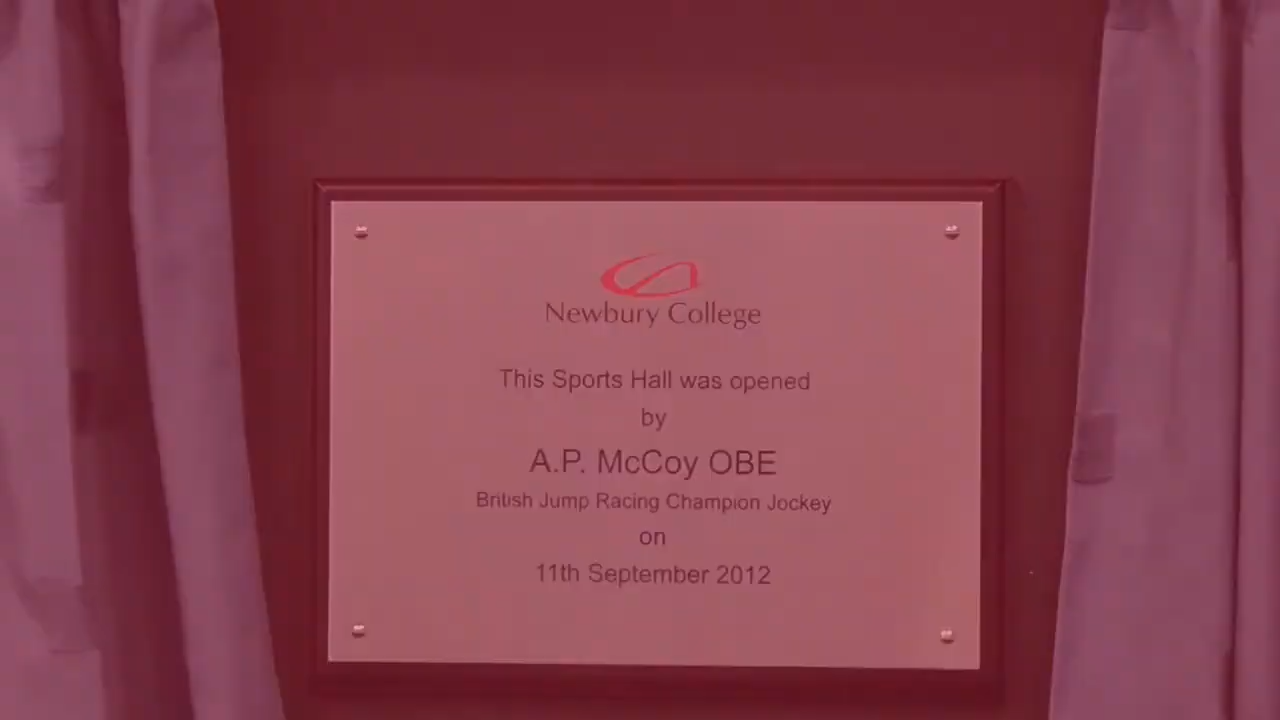 Newbury College
This Sports Hall was opened
by
A.P. McCoy OBE
British Jump Racing Champion Jockey
on
11th September 2012